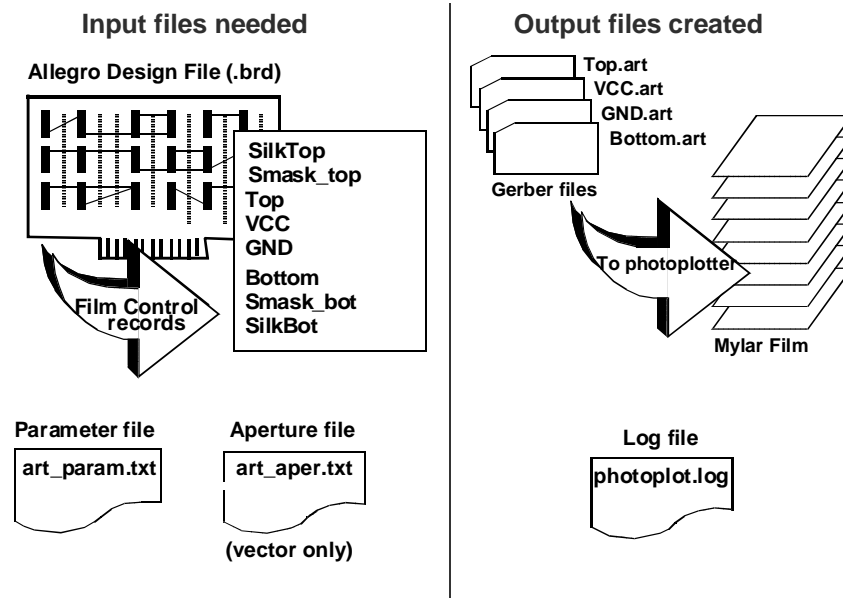 Input files needed
Allegro Design File (.brd)
SilkTop
Smask_top
Top
VCC
GND
Bottom
Smask_bot
SilkBot
Film Control
records
Parameter file
art_param.txt
Aperture file
art_aper.txt
(vector only)
Output files created
Top.art
VCC.art
GND.art
Bottom.art
Gerber files
To photoplotter
Mylar Film
Log file
photoplot.log